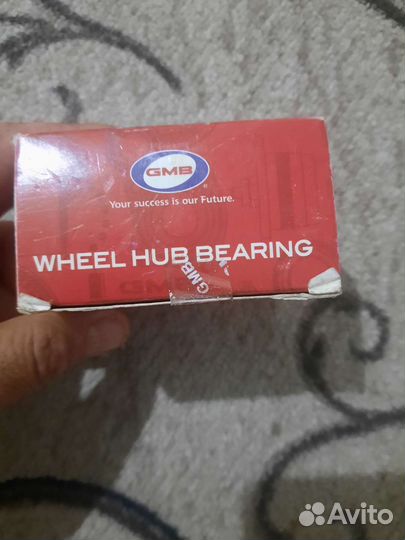 GMB
®
Your success is our Future.
WHEEL HUB BEARING
GMB
Avito